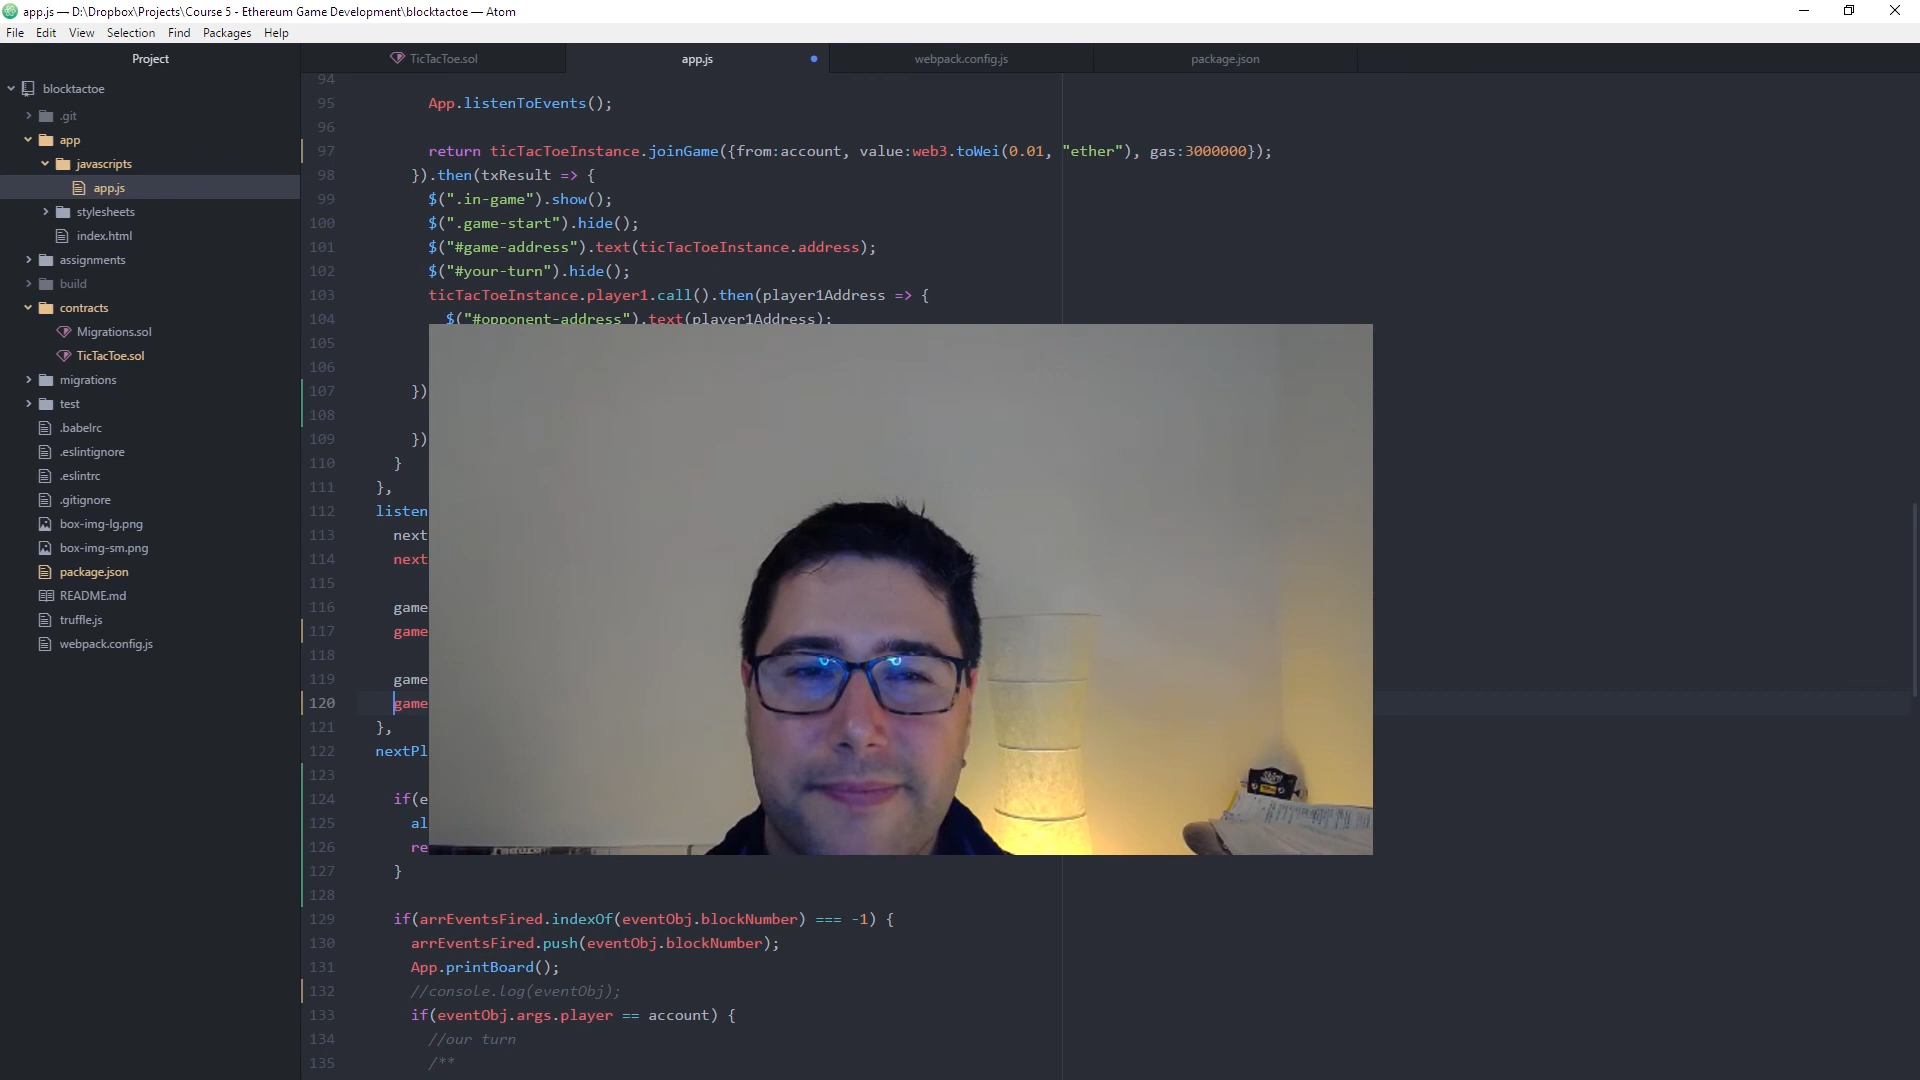 app.js — D:\Dropbox\Projects\Course 5 - Ethereum Game Development\blocktactoe — Atom
File Edit View Selection Find Packages Help
Project
TicTacToe.sol
app.js
webpack.config.js
package.json
blocktactoe
.git
app
javascripts
app.js
stylesheets
index.html
assignments
build
contracts
Migrations.sol
TicTacToe.sol
migrations
test
.babelrc
.eslintignore
.eslintrc
.gitignore
box-img-lg.png
box-img-sm.png
package.json
README.md
truffle.js
webpack.config.js
94
95 App.listenToEvents();
96
97 return ticTacToeInstance.joinGame({from:account, value:web3.toWei(0.01, "ether"), gas:3000000});
98 }).then(txResult => {
99 $(".in-game").show();
100 $(".game-start").hide();
101 $("#game-address").text(ticTacToeInstance.address);
102 $("#your-turn").hide();
103 ticTacToeInstance.player1.call().then(player1Address => {
104 $("#opponent-address").text(player1Address);
105
106
107 })
108
109 })
110 }
111 },
112 listen
113 next
114 next
115
116 game
117 game
118
119 game
120 game
121 },
122 nextPl
123
124 if(e
125 al
126 re
127 }
128
129 if(arrEventsFired.indexOf(eventObj.blockNumber) === -1) {
130 arrEventsFired.push(eventObj.blockNumber);
131 App.printBoard();
132 //console.log(eventObj);
133 if(eventObj.args.player == account) {
134 //our turn
135 /**